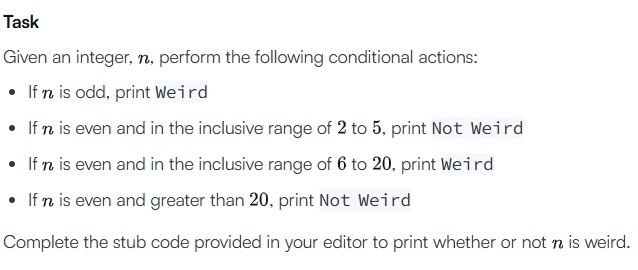 Task
Given an integer, n, perform the following conditional actions:
• If n is odd, print Weird
• If n is even and in the inclusive range of 2 to 5, print Not Weird
• If n is even and in the inclusive range of 6 to 20, print Weird
• If n is even and greater than 20, print Not Weird
Complete the stub code provided in your editor to print whether or not n is weird.